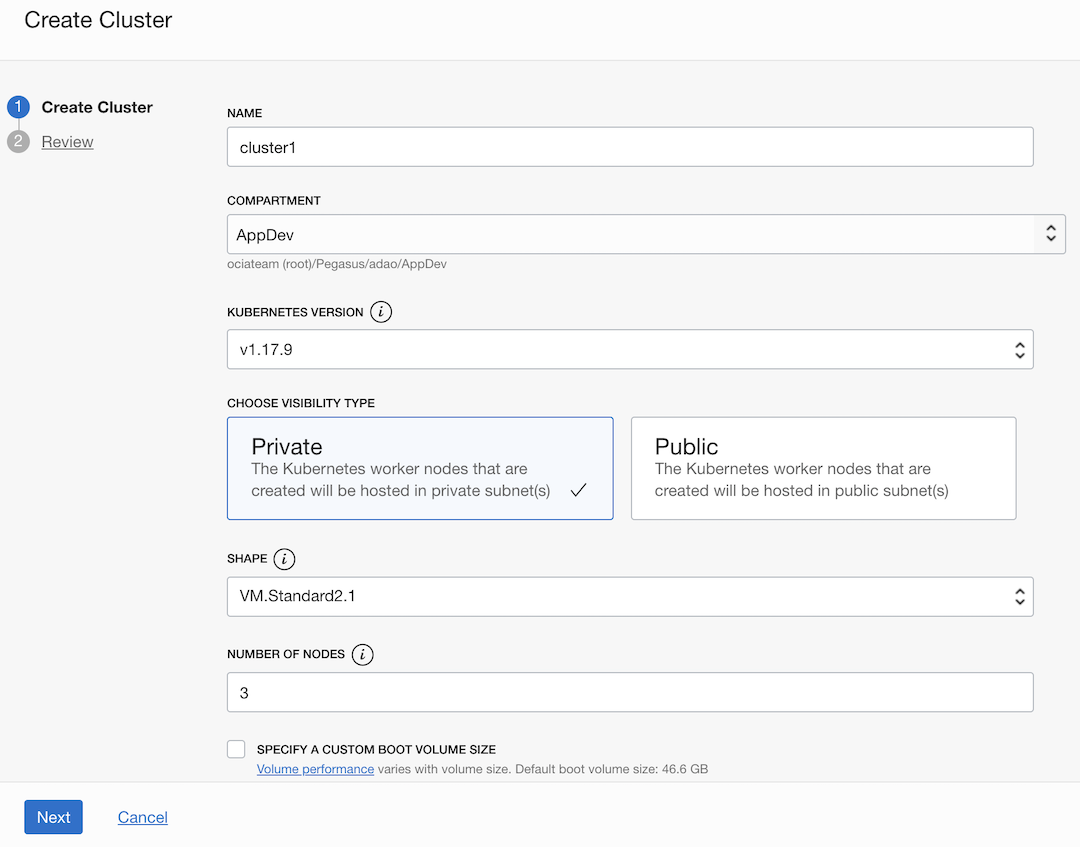 Create Cluster
1 Create Cluster
2 Review
NAME
cluster1
COMPARTMENT
AppDev
ociateam (root)/Pegasus/adao/AppDev
KUBERNETES VERSION i
v1.17.9
CHOOSE VISIBILITY TYPE
Private
The Kubernetes worker nodes that are
created will be hosted in private subnet(s)
Public
The Kubernetes worker nodes that are
created will be hosted in public subnet(s)
SHAPE i
VM.Standard2.1
NUMBER OF NODES i
3
SPECIFY A CUSTOM BOOT VOLUME SIZE
Volume performance varies with volume size. Default boot volume size: 46.6 GB
Next Cancel